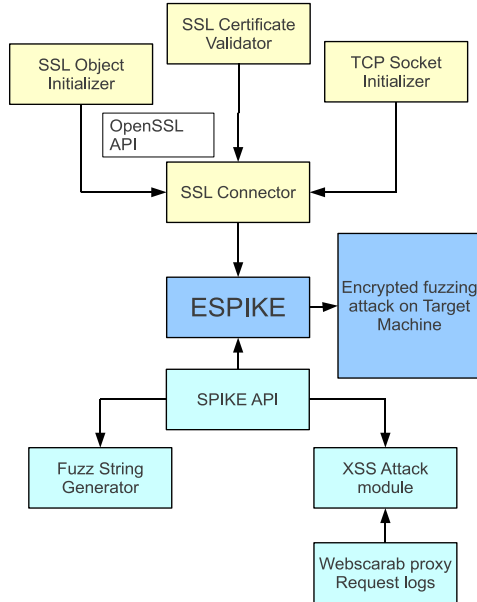 SSL Certificate
Validator
SSL Object
Initializer
TCP Socket
Initializer
OpenSSL
API
SSL Connector
ESPIKE
Encrypted fuzzing
attack on Target
Machine
SPIKE API
Fuzz String
Generator
XSS Attack
module
Webscarab proxy
Request logs